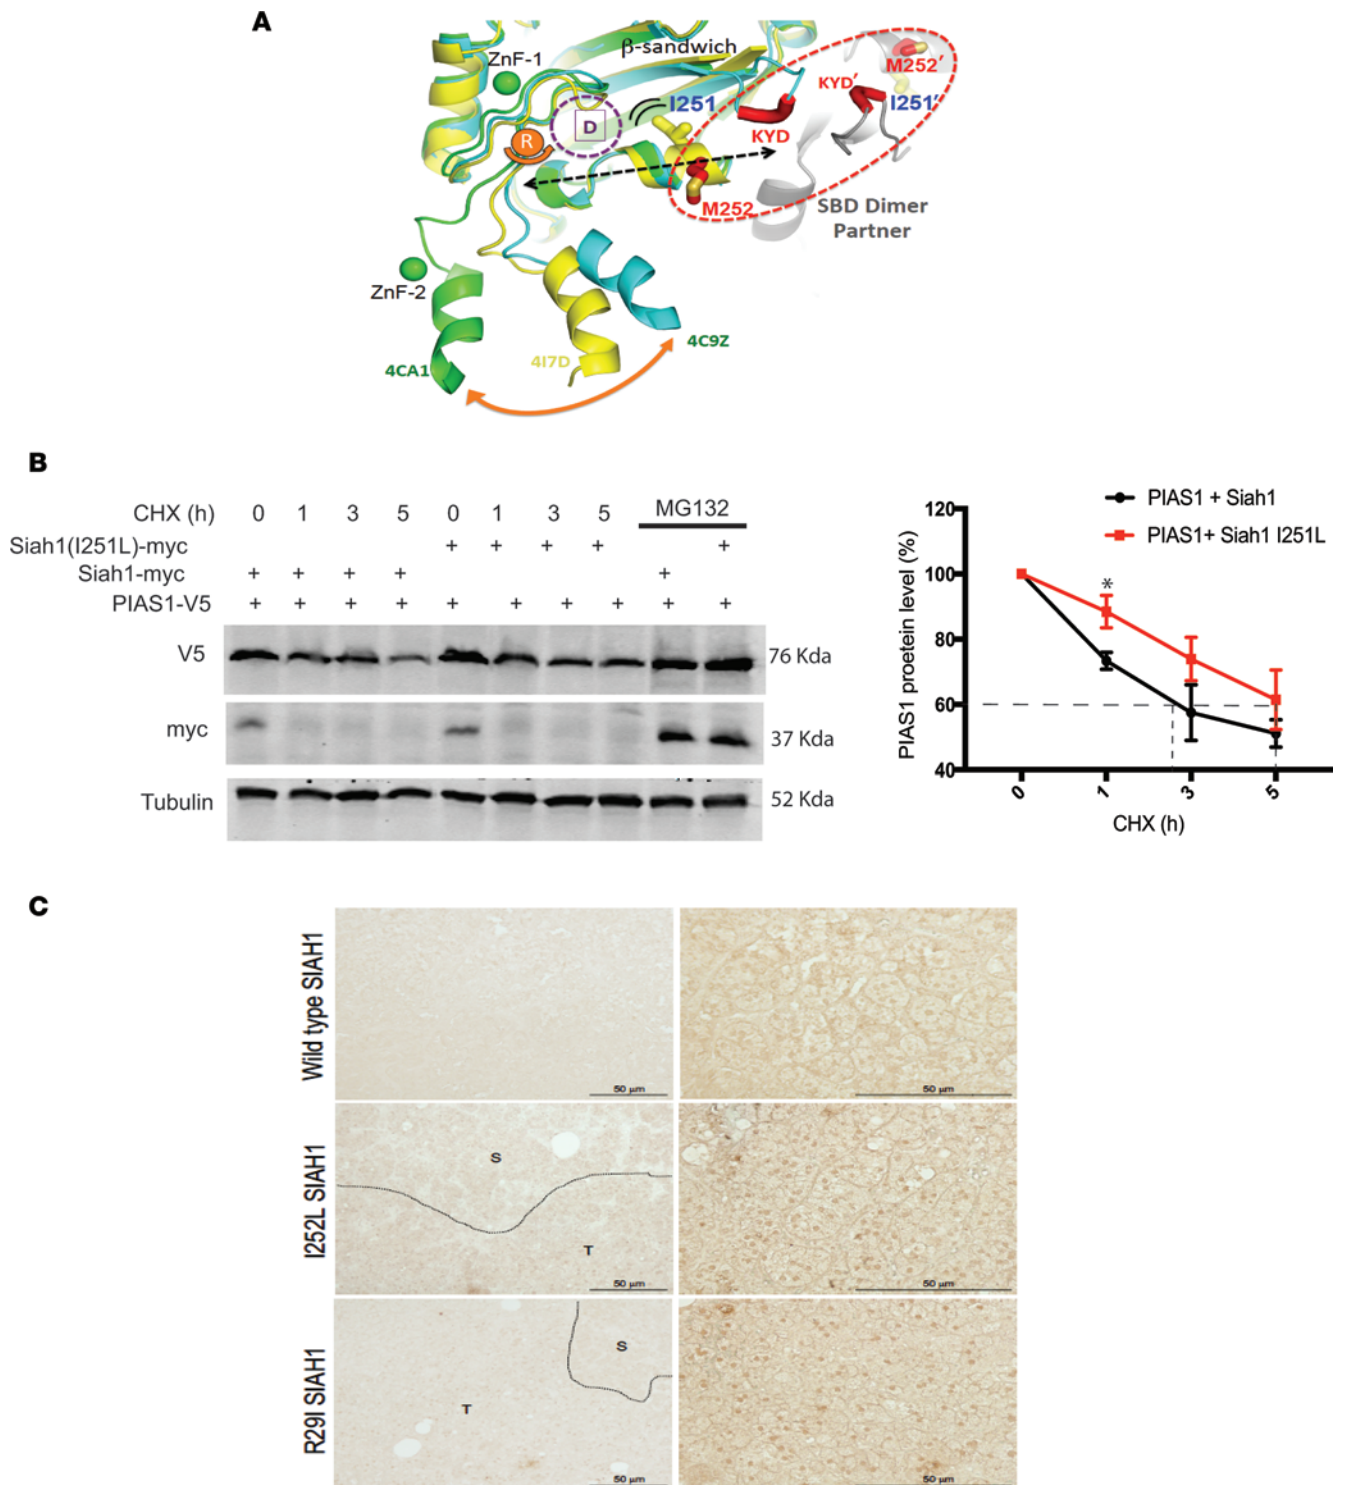 A
β-sandwich
ZnF-1
M252′
KYD′
I251
I251′
D
R
KYD
M252
SBD Dimer
Partner
ZnF-2
4C9Z
4I7D
4CA1
B
CHX (h) 0 1 3 5 0 1 3 5 MG132
Siah1(I251L)-myc + + + + +
Siah1-myc + + + + +
PIAS1-V5 + + + + + + + + + +
V5 76 Kda
myc 37 Kda
Tubulin 52 Kda
PIAS1 + Siah1
PIAS1+ Siah1 I251L
PIAS1 proetein level (%)
120
100
80
60
40
*
0 1 3 5
CHX (h)
C
Wild type SIAH1
50 µm
50 µm
I252L SIAH1
S
T
50 µm
50 µm
R29I SIAH1
S
T
50 µm
50 µm